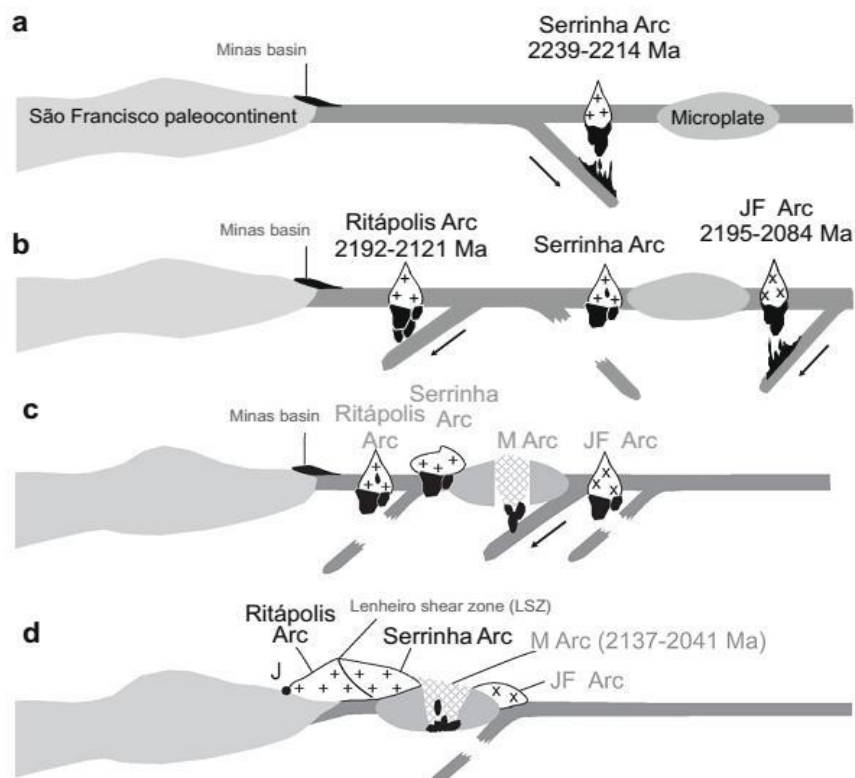 a
Serrinha Arc
2239-2214 Ma
Minas basin
São Francisco paleocontinent
Microplate
b
Ritápolis Arc
2192-2121 Ma
Serrinha Arc
JF Arc
2195-2084 Ma
Minas basin
c
Minas basin
Ritápolis
Arc
Serrinha
Arc
M Arc
JF Arc
d
Ritápolis
Arc
Lenheiro shear zone (LSZ)
Serrinha Arc
M Arc (2137-2041 Ma)
JF Arc
J